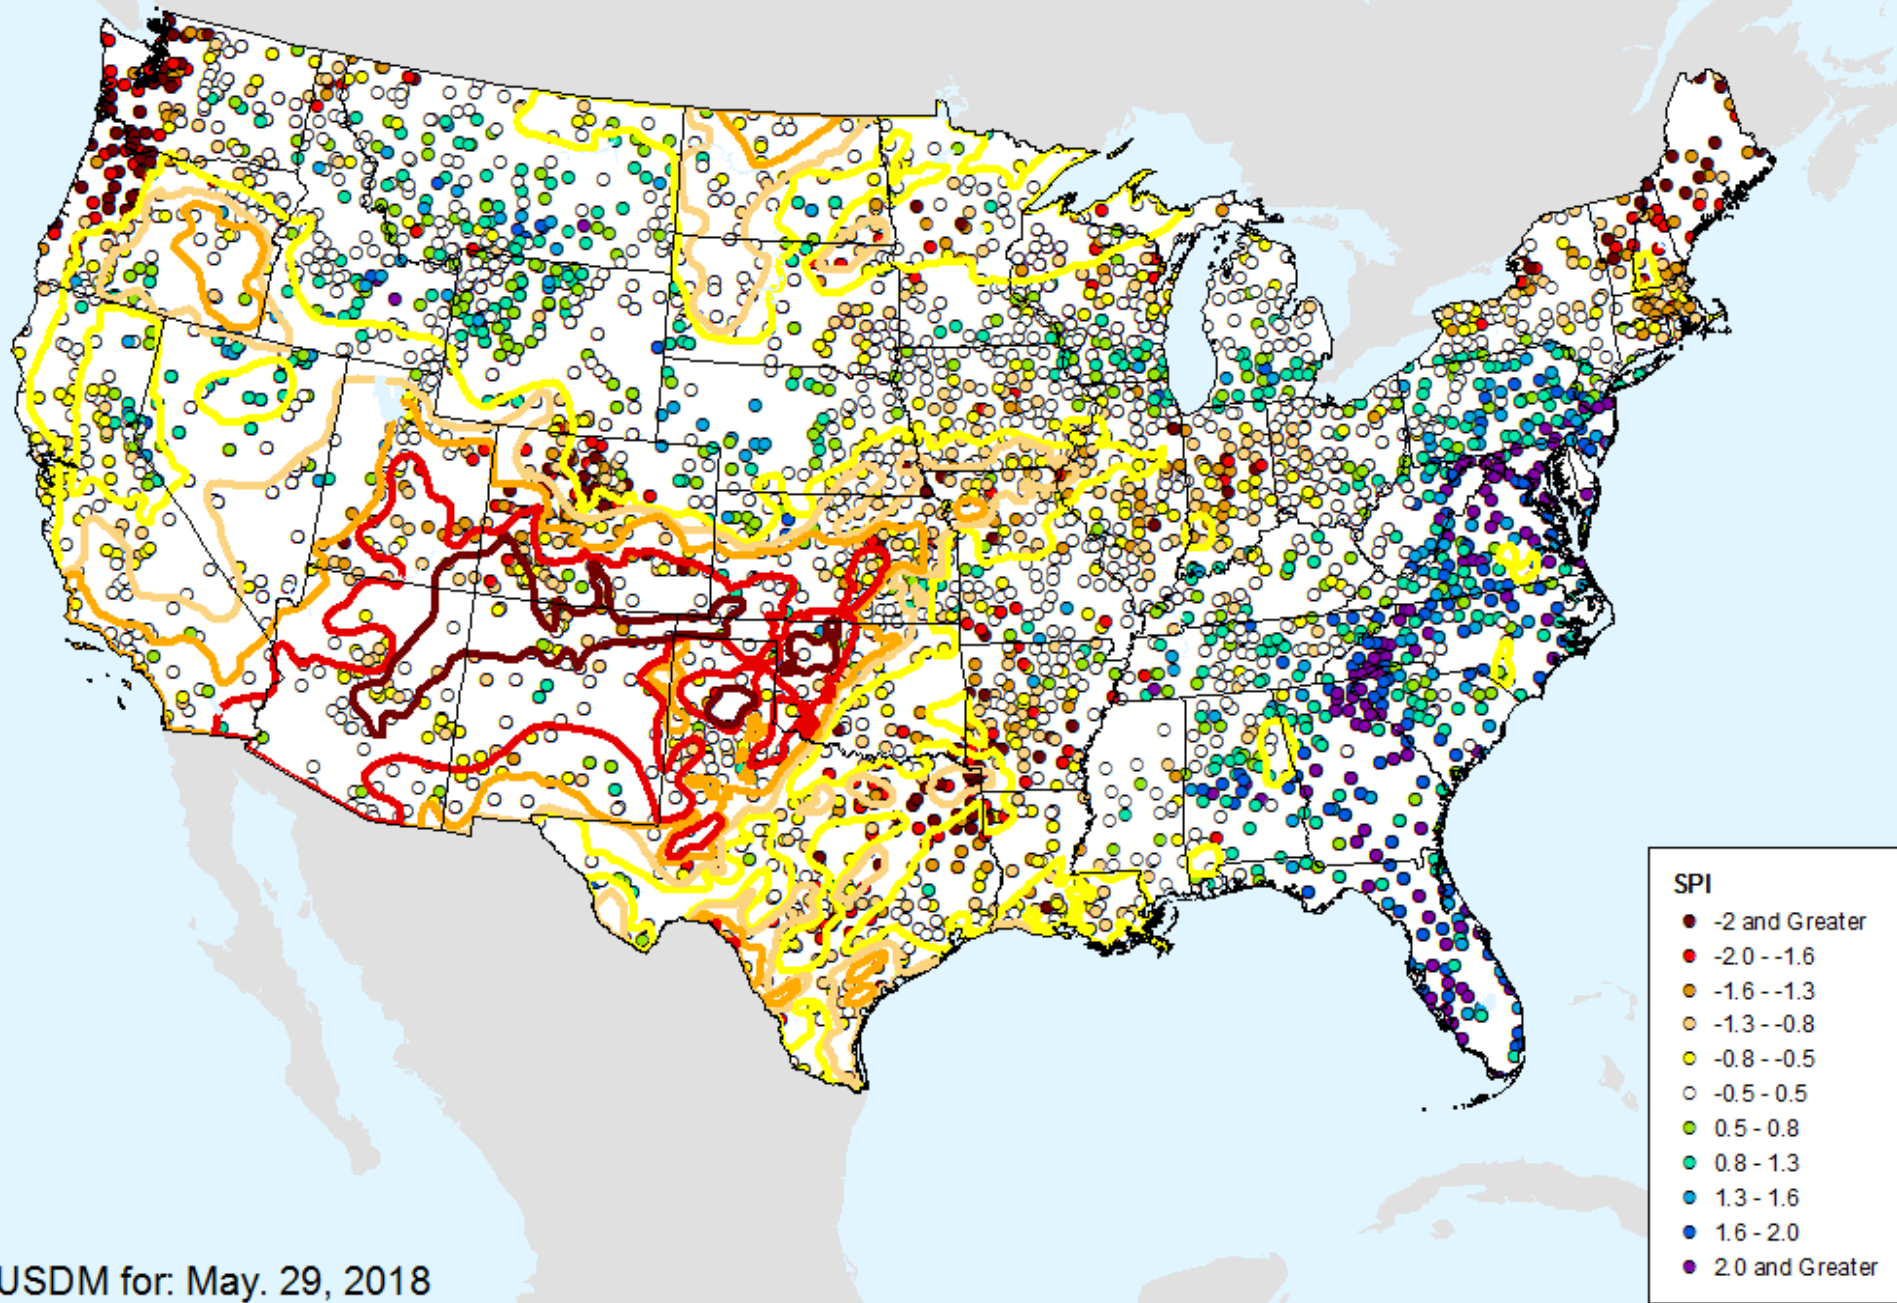 SPI
-2 and Greater
-2.0 - -1.6
-1.6 - -1.3
-1.3 - -0.8
-0.8 - -0.5
-0.5 - 0.5
0.5 - 0.8
0.8 - 1.3
1.3 - 1.6
1.6 - 2.0
2.0 and Greater
USDM for: May. 29, 2018